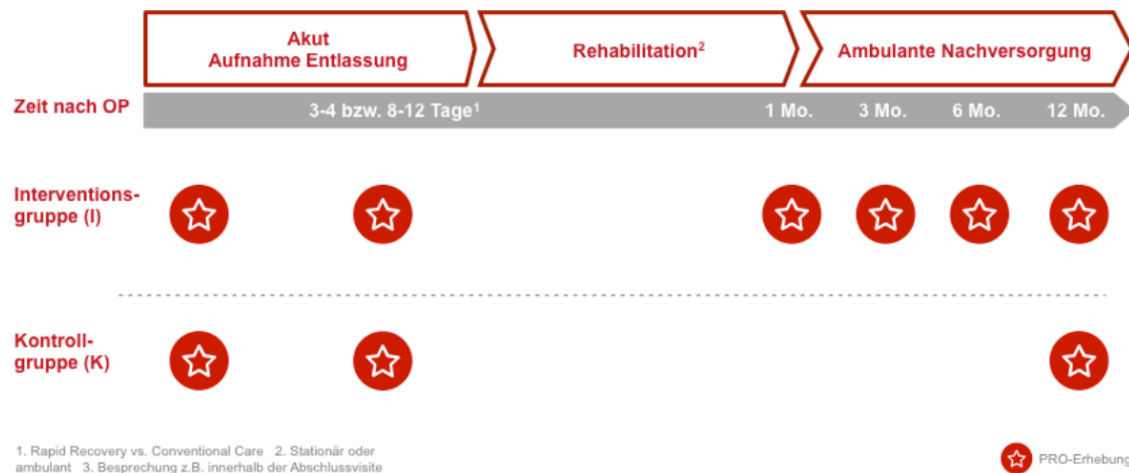 Akut
Aufnahme Entlassung
Rehabilitation²
Ambulante Nachversorgung
Zeit nach OP
3-4 bzw. 8-12 Tage¹
1 Mo.
3 Mo.
6 Mo.
12 Mo.
Interventions-
gruppe (I)
Kontroll-
gruppe (K)
1. Rapid Recovery vs. Conventional Care 2. Stationär oder
ambulant 3. Besprechung z.B. innerhalb der Abschlussvisite
PRO-Erhebung